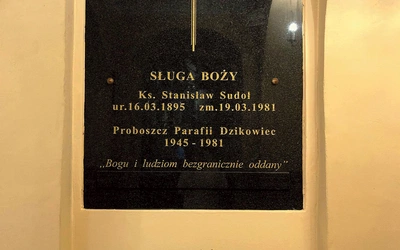 SŁUGA BOŻY
Ks. Stanisław Sudoł
ur.16.03.1895 zm.19.03.1981
Proboszcz Parafii Dzikowiec
1945 - 1981
,,Bogu i ludziom bezgranicznie oddany"